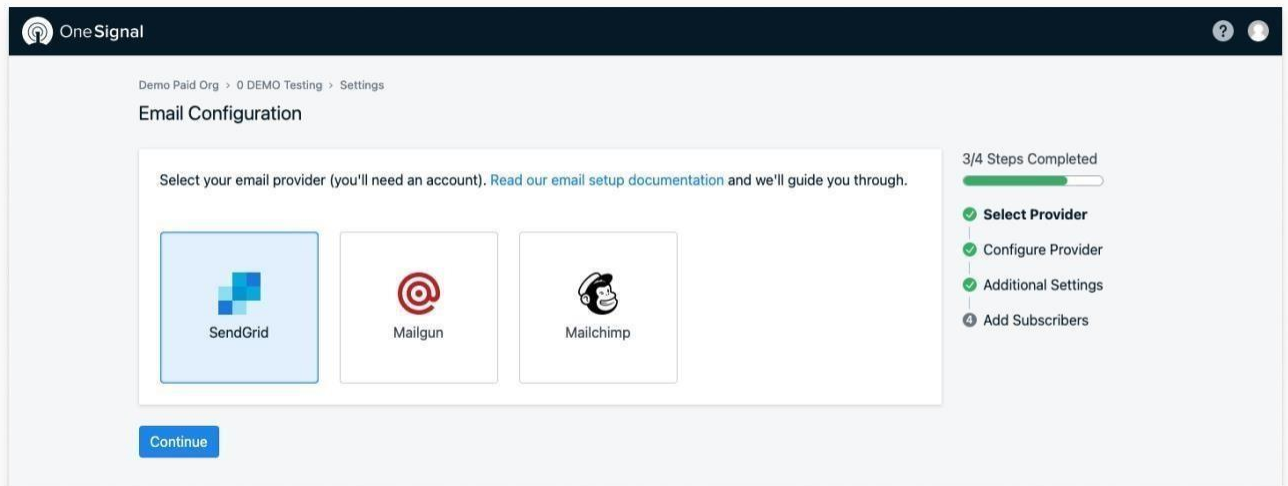 OneSignal
?
Demo Paid Org > 0 DEMO Testing > Settings
Email Configuration
Select your email provider (you'll need an account). Read our email setup documentation and we'll guide you through.
SendGrid
Mailgun
Mailchimp
Continue
3/4 Steps Completed
Select Provider
Configure Provider
Additional Settings
4 Add Subscribers